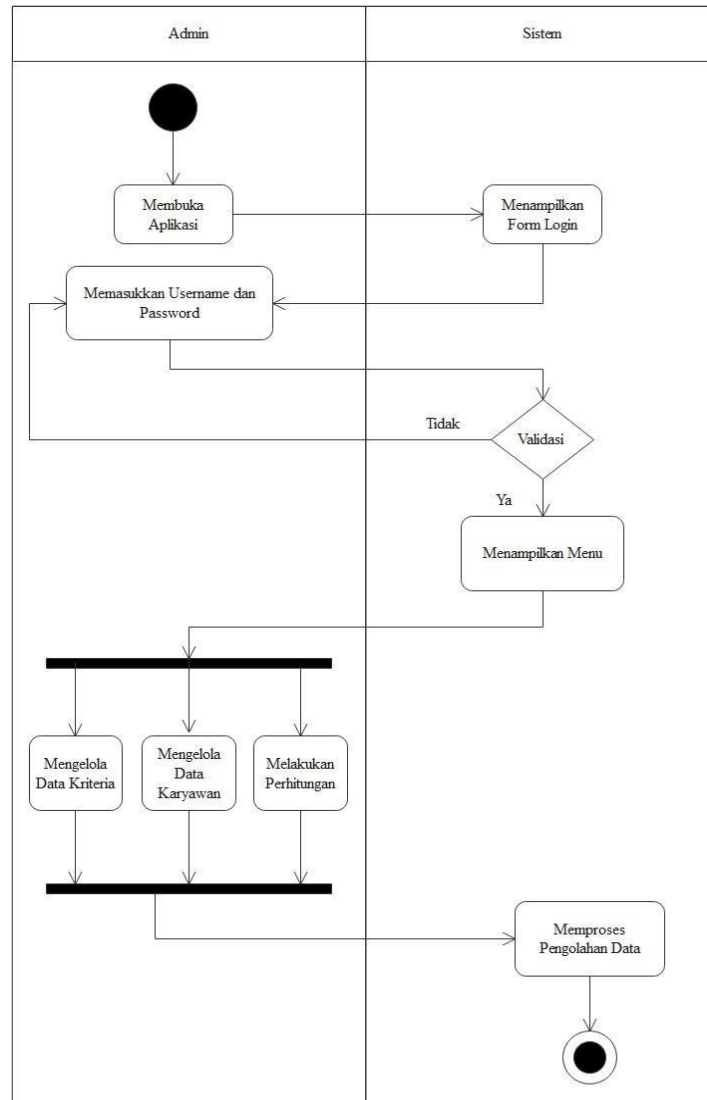 Admin
Sistem
Membuka
Aplikasi
Menampilkan
Form Login
Memasukkan Username dan
Password
Tidak
Validasi
Ya
Menampilkan Menu
Mengelola
Data Kriteria
Mengelola
Data
Karyawan
Melakukan
Perhitungan
Memproses
Pengolahan Data